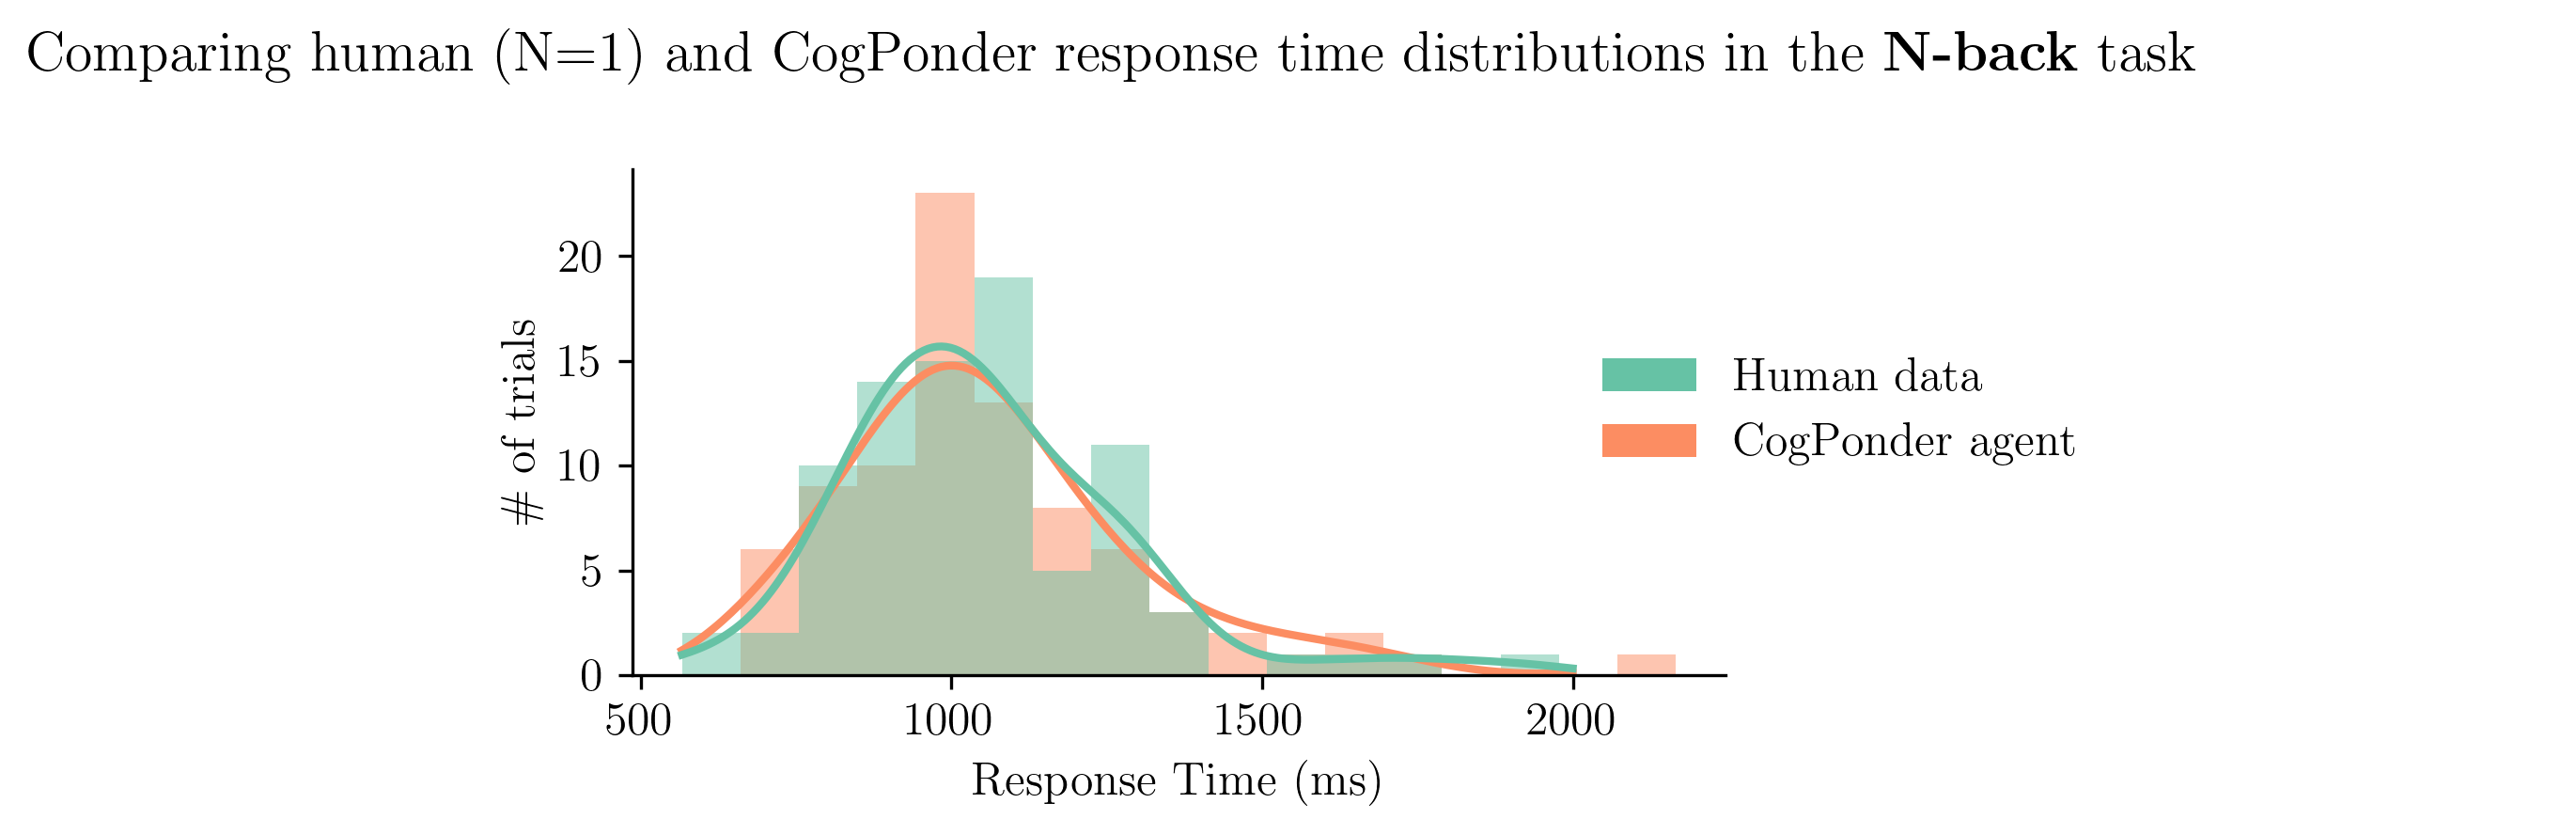 Comparing human (N=1) and CogPonder response time distributions in the N-back task
20
15
10
5
0
# of trials
500 1000 1500 2000
Response Time (ms)
Human data
CogPonder agent